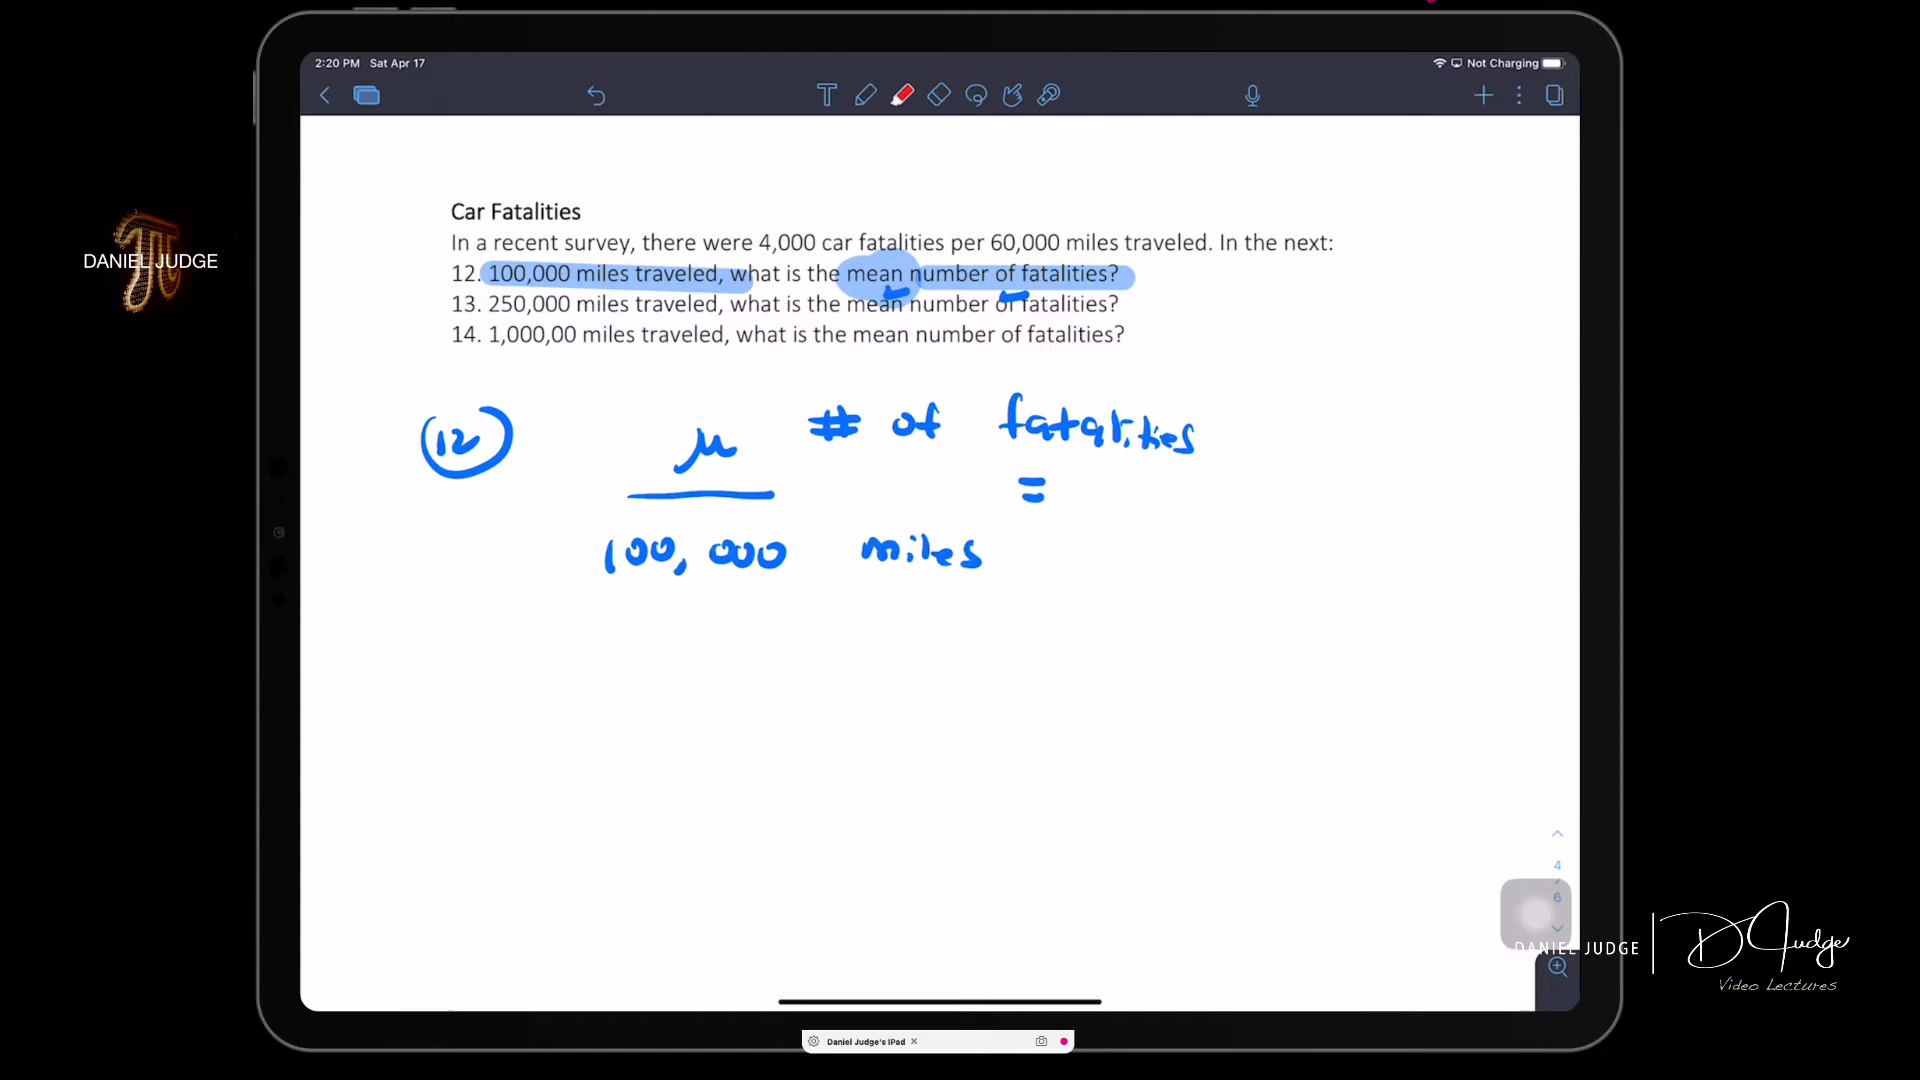 2:20 PM Sat Apr 17
Not Charging
Car Fatalities
In a recent survey, there were 4,000 car fatalities per 60,000 miles traveled. In the next:
12. 100,000 miles traveled, what is the mean number of fatalities?
13. 250,000 miles traveled, what is the mean number of fatalities?
14. 1,000,00 miles traveled, what is the mean number of fatalities?
DANIEL JUDGE
(12) μ # of fatalities
=
100,000 miles
4
6
DANIEL JUDGE
DJudge
Video Lectures
Daniel Judge's iPad